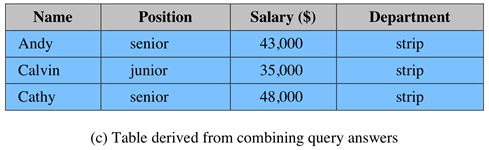 Name Position Salary ($) Department
Andy senior 43,000 strip
Calvin junior 35,000 strip
Cathy senior 48,000 strip
(c) Table derived from combining query answers